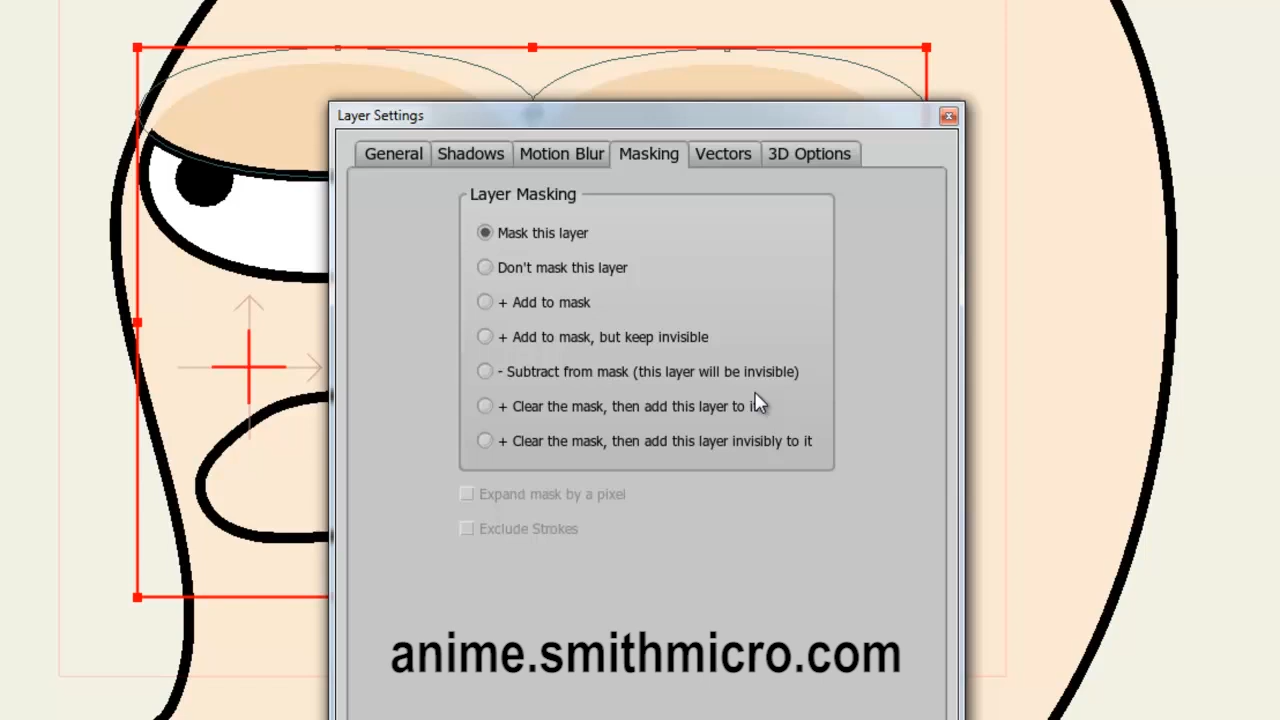 Layer Settings
General Shadows Motion Blur Masking Vectors 3D Options
Layer Masking
Mask this layer
Don't mask this layer
+ Add to mask
+ Add to mask, but keep invisible
- Subtract from mask (this layer will be invisible)
+ Clear the mask, then add this layer to it
+ Clear the mask, then add this layer invisibly to it
Expand mask by a pixel
Exclude Strokes
anime.smithmicro.com